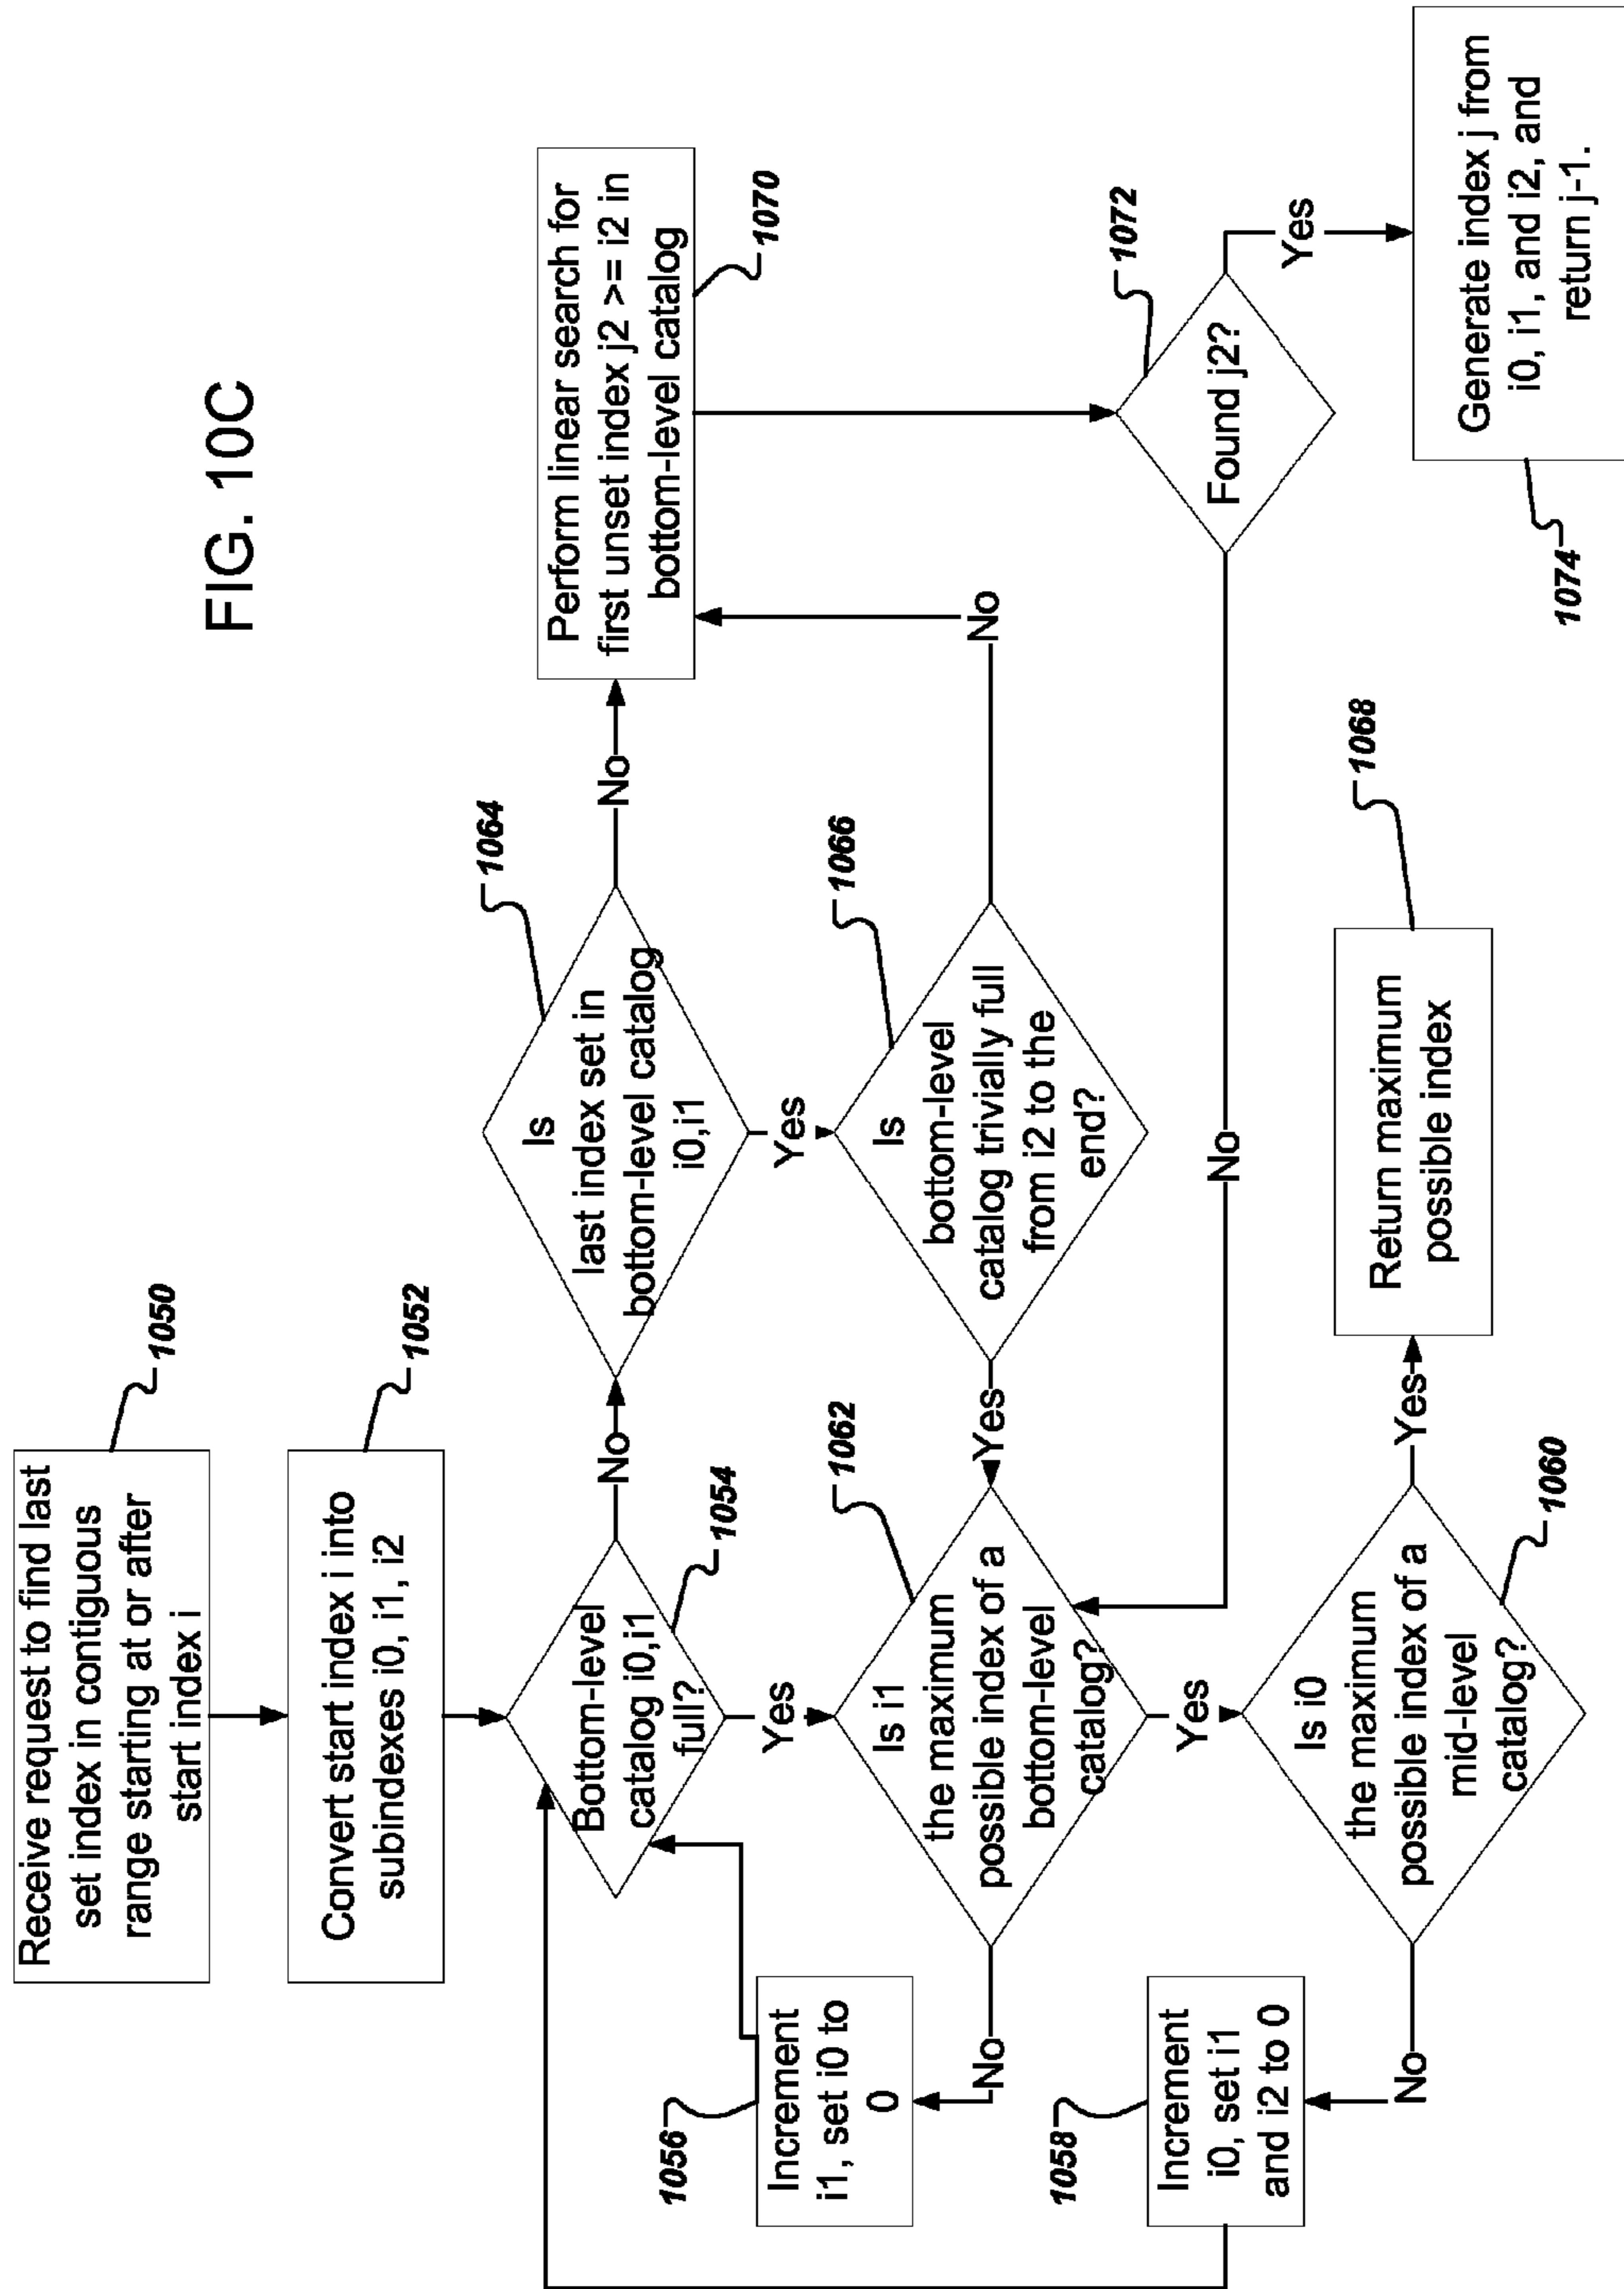 FIG. 10C
Receive request to find last
set index in contiguous
range starting at or after
start index i
1050
Convert start index i into
subindexes i0, i1, i2
1052
Bottom-level
catalog i0,i1
full?
1054
No
Yes
Is
last index set in
bottom-level catalog
i0,i1
1064
No
Yes
Perform linear search for
first unset index j2 >= i2 in
bottom-level catalog
1070
Increment
i1, set i0 to
0
1056
Is i1
the maximum
possible index of a
bottom-level
catalog?
1062
No
Yes
Yes
Is
bottom-level
catalog trivially full
from i2 to the
end?
1066
No
Found j2?
1072
No
Yes
Increment
i0, set i1
and i2 to 0
1058
Is i0
the maximum
possible index of a
mid-level
catalog?
1060
No
Yes
Return maximum
possible index
1068
Generate index j from
i0, i1, and i2, and
return j-1.
1074